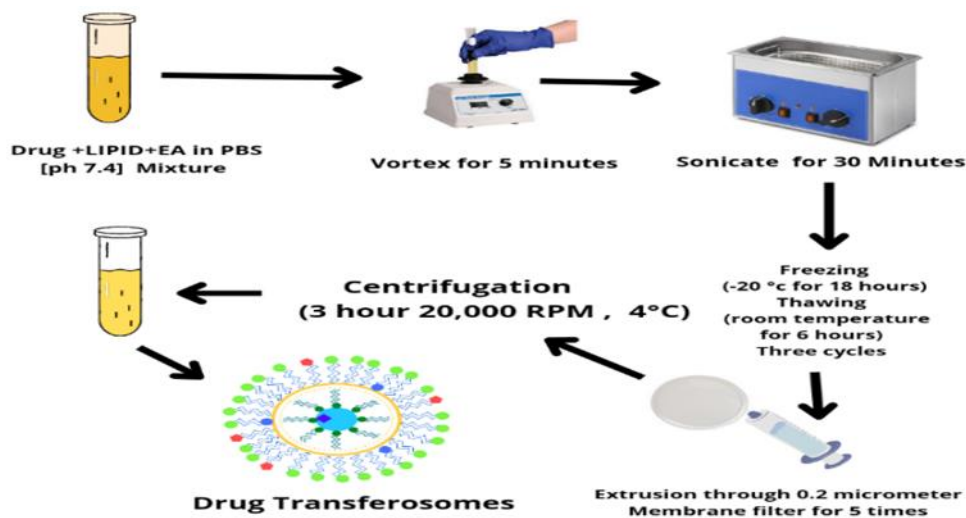 Drug +LIPID+EA in PBS
[ph 7.4] Mixture
Vortex for 5 minutes
Sonicate for 30 Minutes
Freezing
(-20 °c for 18 hours)
Thawing
(room temperature
for 6 hours)
Three cycles
Extrusion through 0.2 micrometer
Membrane filter for 5 times
Centrifugation
(3 hour 20,000 RPM , 4°C)
Drug Transferosomes